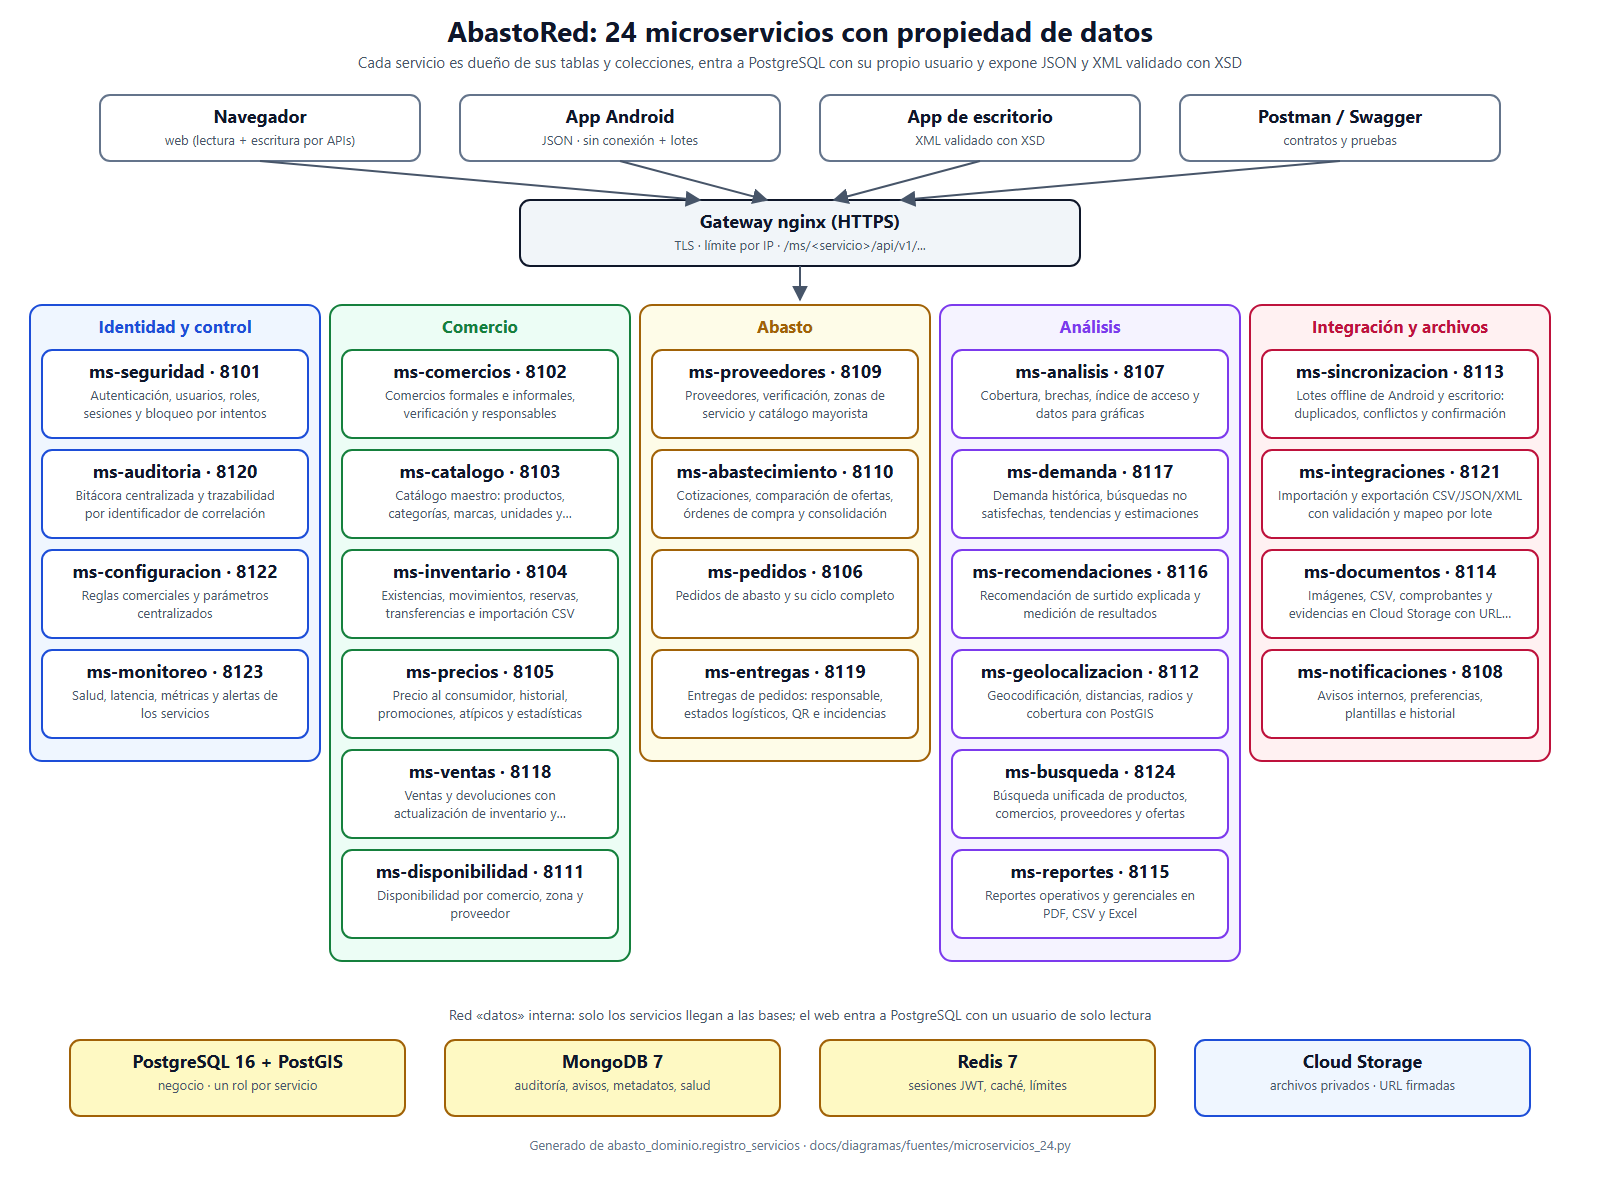 AbastoRed: 24 microservicios con propiedad de datos
Cada servicio es dueño de sus tablas y colecciones, entra a PostgreSQL con su propio usuario y expone JSON y XML validado con XSD
Navegador
web (lectura + escritura por APIs)
App Android
JSON · sin conexión + lotes
App de escritorio
XML validado con XSD
Postman / Swagger
contratos y pruebas
Gateway nginx (HTTPS)
TLS · límite por IP · /ms/<servicio>/api/v1/...
Identidad y control
ms-seguridad · 8101
Autenticación, usuarios, roles,
sesiones y bloqueo por intentos
ms-auditoria · 8120
Bitácora centralizada y trazabilidad
por identificador de correlación
ms-configuracion · 8122
Reglas comerciales y parámetros
centralizados
ms-monitoreo · 8123
Salud, latencia, métricas y alertas de
los servicios
Comercio
ms-comercios · 8102
Comercios formales e informales,
verificación y responsables
ms-catalogo · 8103
Catálogo maestro: productos,
categorías, marcas, unidades y...
ms-inventario · 8104
Existencias, movimientos, reservas,
transferencias e importación CSV
ms-precios · 8105
Precio al consumidor, historial,
promociones, atípicos y estadísticas
ms-ventas · 8118
Ventas y devoluciones con
actualización de inventario y...
ms-disponibilidad · 8111
Disponibilidad por comercio, zona y
proveedor
Abasto
ms-proveedores · 8109
Proveedores, verificación, zonas de
servicio y catálogo mayorista
ms-abastecimiento · 8110
Cotizaciones, comparación de ofertas,
órdenes de compra y consolidación
ms-pedidos · 8106
Pedidos de abasto y su ciclo completo
ms-entregas · 8119
Entregas de pedidos: responsable,
estados logísticos, QR e incidencias
Análisis
ms-analisis · 8107
Cobertura, brechas, índice de acceso y
datos para gráficas
ms-demanda · 8117
Demanda histórica, búsquedas no
satisfechas, tendencias y estimaciones
ms-recomendaciones · 8116
Recomendación de surtido explicada y
medición de resultados
ms-geolocalizacion · 8112
Geocodificación, distancias, radios y
cobertura con PostGIS
ms-busqueda · 8124
Búsqueda unificada de productos,
comercios, proveedores y ofertas
ms-reportes · 8115
Reportes operativos y gerenciales en
PDF, CSV y Excel
Integración y archivos
ms-sincronizacion · 8113
Lotes offline de Android y escritorio:
duplicados, conflictos y confirmación
ms-integraciones · 8121
Importación y exportación CSV/JSON/XML
con validación y mapeo por lote
ms-documentos · 8114
Imágenes, CSV, comprobantes y
evidencias en Cloud Storage con URL...
ms-notificaciones · 8108
Avisos internos, preferencias,
plantillas e historial
Red «datos» interna: solo los servicios llegan a las bases; el web entra a PostgreSQL con un usuario de solo lectura
PostgreSQL 16 + PostGIS
negocio · un rol por servicio
MongoDB 7
auditoría, avisos, metadatos, salud
Redis 7
sesiones JWT, caché, límites
Cloud Storage
archivos privados · URL firmadas
Generado de abasto_dominio.registro_servicios · docs/diagramas/fuentes/microservicios_24.py